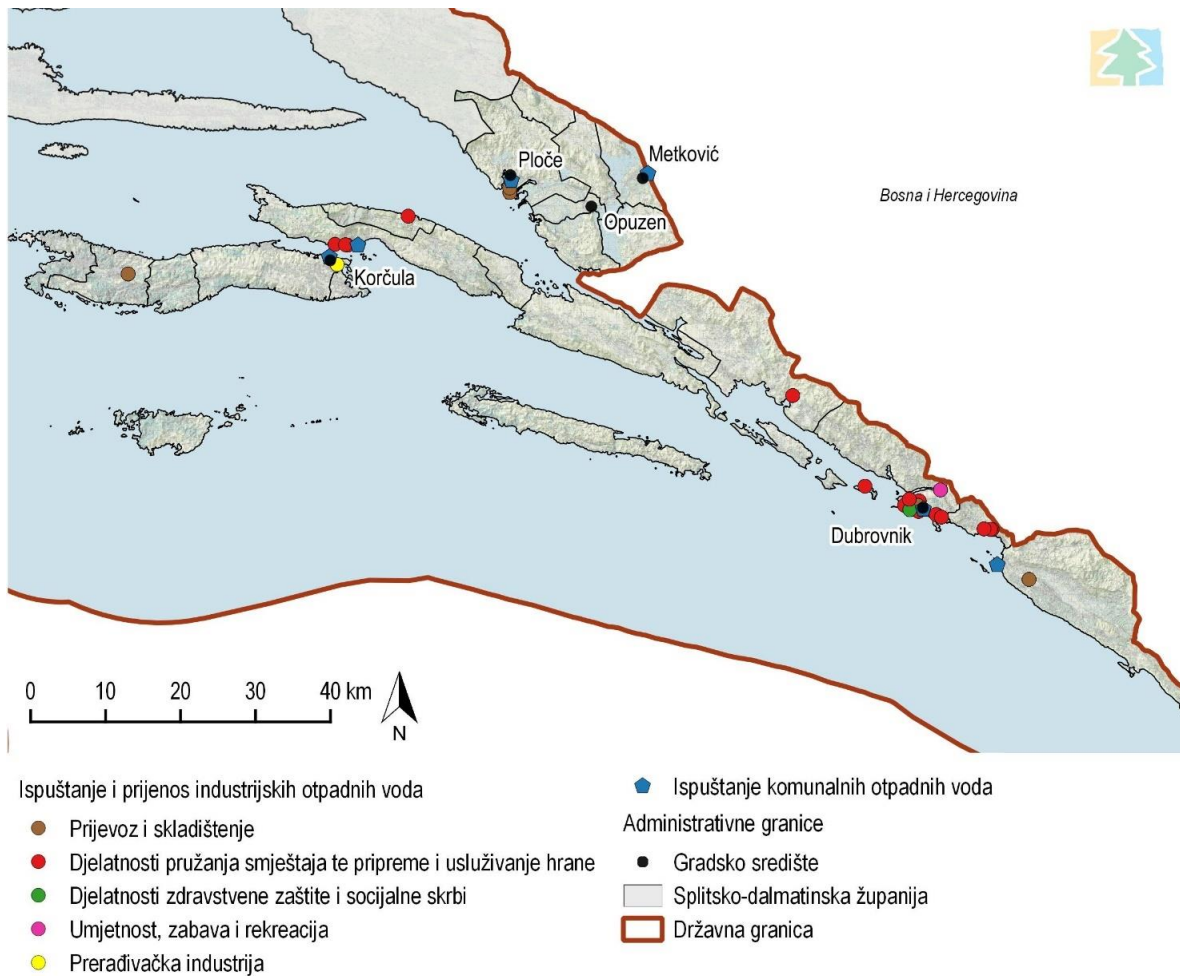 Ploče
Metković
Bosna i Hercegovina
Opuzen
Korčula
Dubrovnik
0 10 20 30 40 km
N
Ispuštanje i prijenos industrijskih otpadnih voda
Prijevoz i skladištenje
Djelatnosti pružanja smještaja te pripreme i usluživanje hrane
Djelatnosti zdravstvene zaštite i socijalne skrbi
Umjetnost, zabava i rekreacija
Prerađivačka industrija
Ispuštanje komunalnih otpadnih voda
Administrativne granice
Gradsko središte
Splitsko-dalmatinska županija
Državna granica